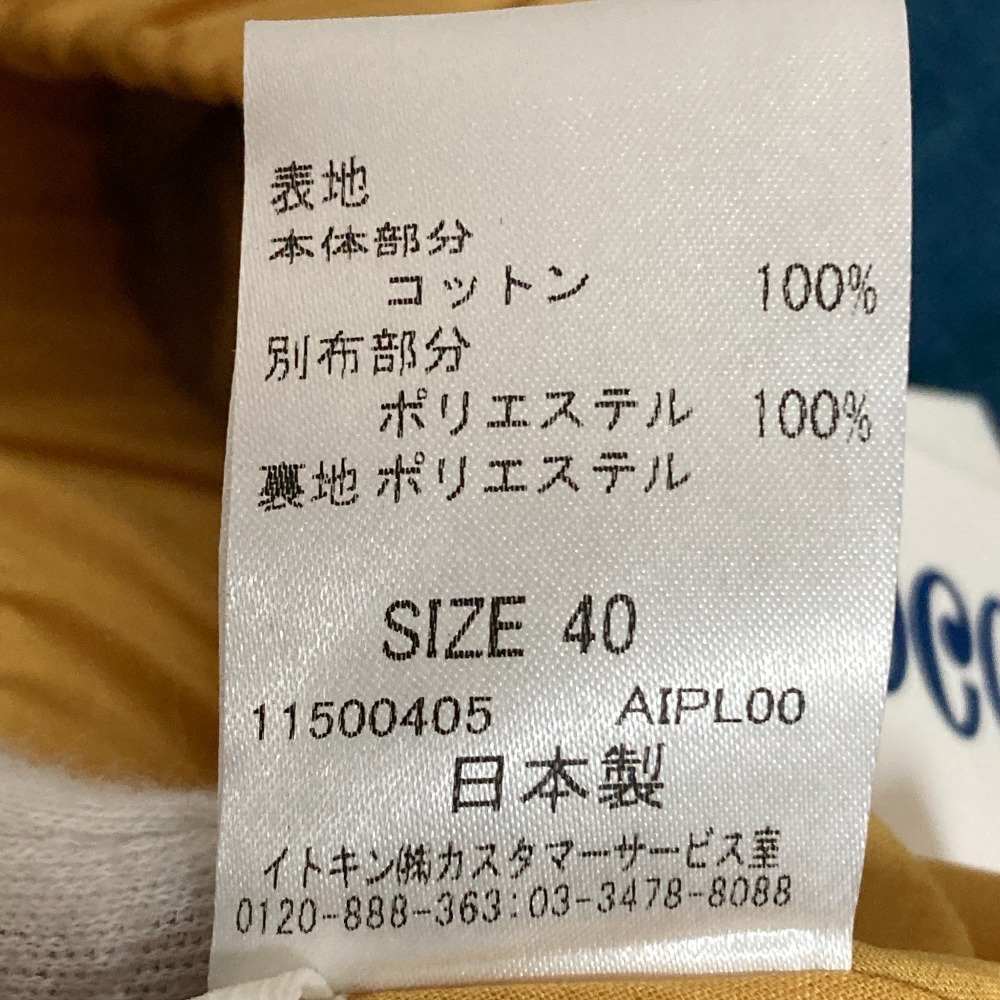 表地
本体部分
コットン 100%
別布部分
ポリエステル 100%
裏地 ポリエステル
SIZE 40
11500405 AIPL00
日本製
イトキン㈱カスタマーサービス室
0120-888-363:03-3478-8088